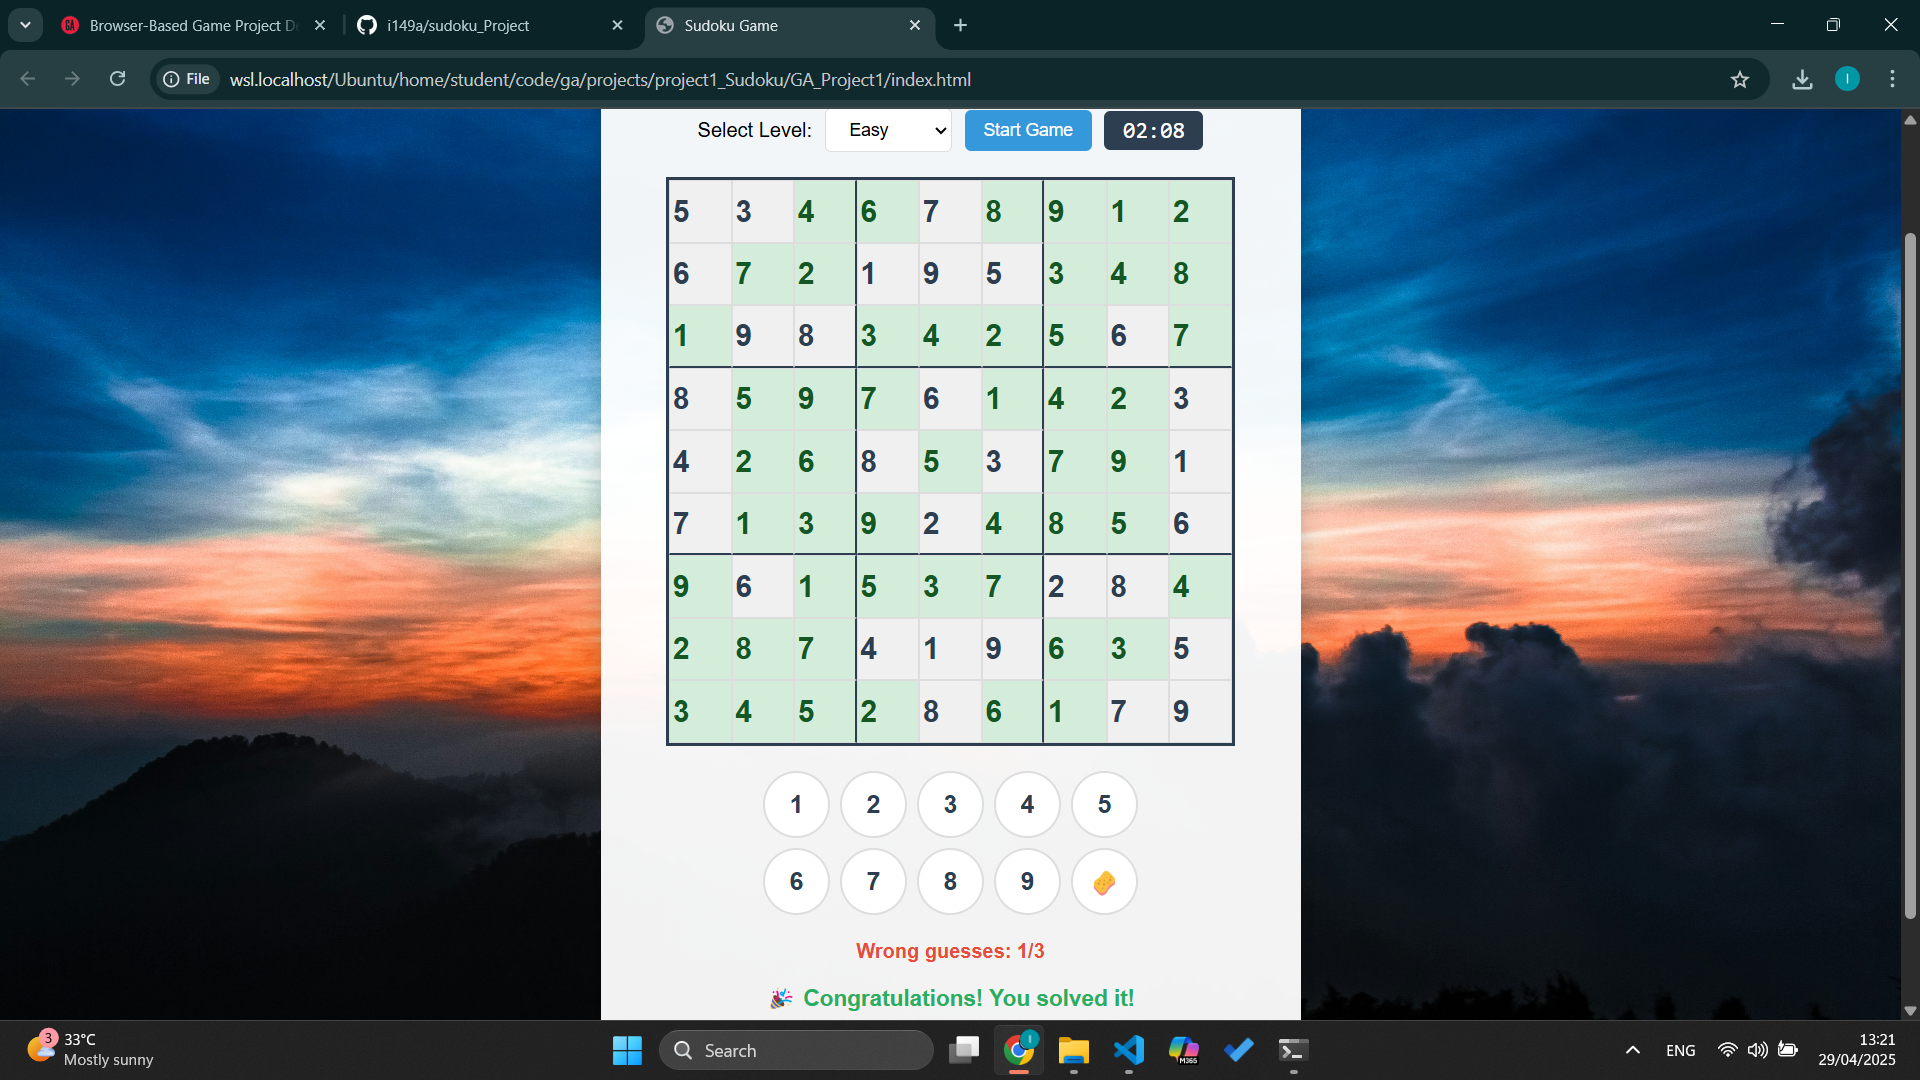 Browser-Based Game Project D
i149a/sudoku_Project
Sudoku Game
File wsl.localhost/Ubuntu/home/student/code/ga/projects/project1_Sudoku/GA_Project1/index.html
Select Level: Easy Start Game 02:08
5 3 4 6 7 8 9 1 2
6 7 2 1 9 5 3 4 8
1 9 8 3 4 2 5 6 7
8 5 9 7 6 1 4 2 3
4 2 6 8 5 3 7 9 1
7 1 3 9 2 4 8 5 6
9 6 1 5 3 7 2 8 4
2 8 7 4 1 9 6 3 5
3 4 5 2 8 6 1 7 9
1 2 3 4 5
6 7 8 9
Wrong guesses: 1/3
🎉 Congratulations! You solved it!
3
33°C
Mostly sunny
Search
M365
ENG
13:21
29/04/2025